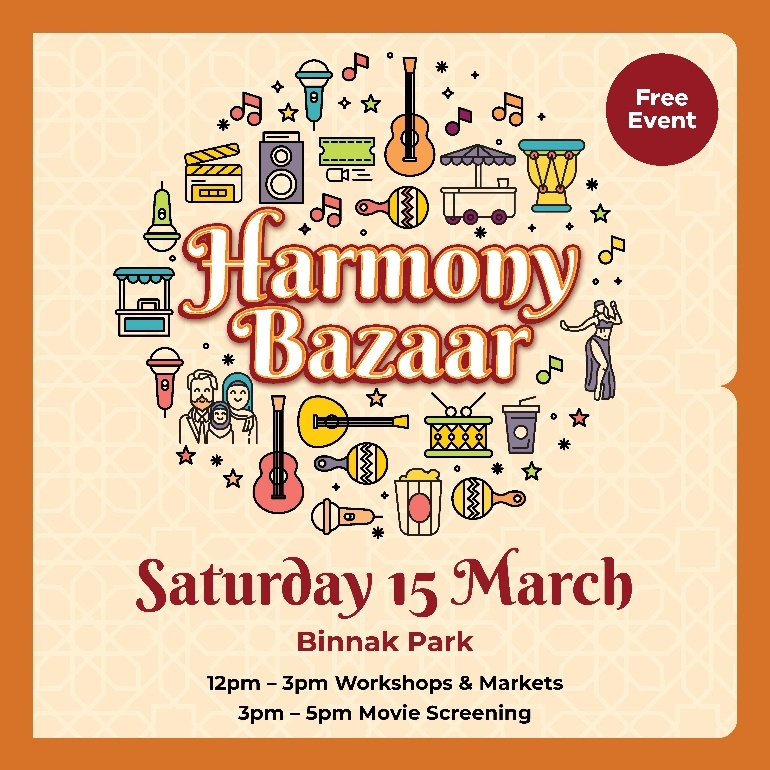 Free
Event
Harmony
Bazaar
Saturday 15 March
Binnak Park
12pm – 3pm Workshops & Markets
3pm – 5pm Movie Screening